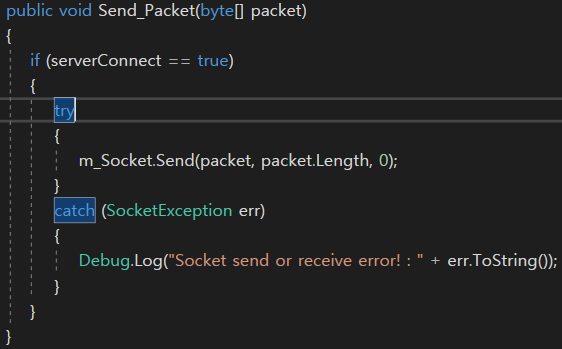 public void Send_Packet(byte[] packet)
{
if (serverConnect == true)
{
try
{
m_Socket.Send(packet, packet.Length, 0);
}
catch (SocketException err)
{
Debug.Log("Socket send or receive error! : " + err.ToString());
}
}
}